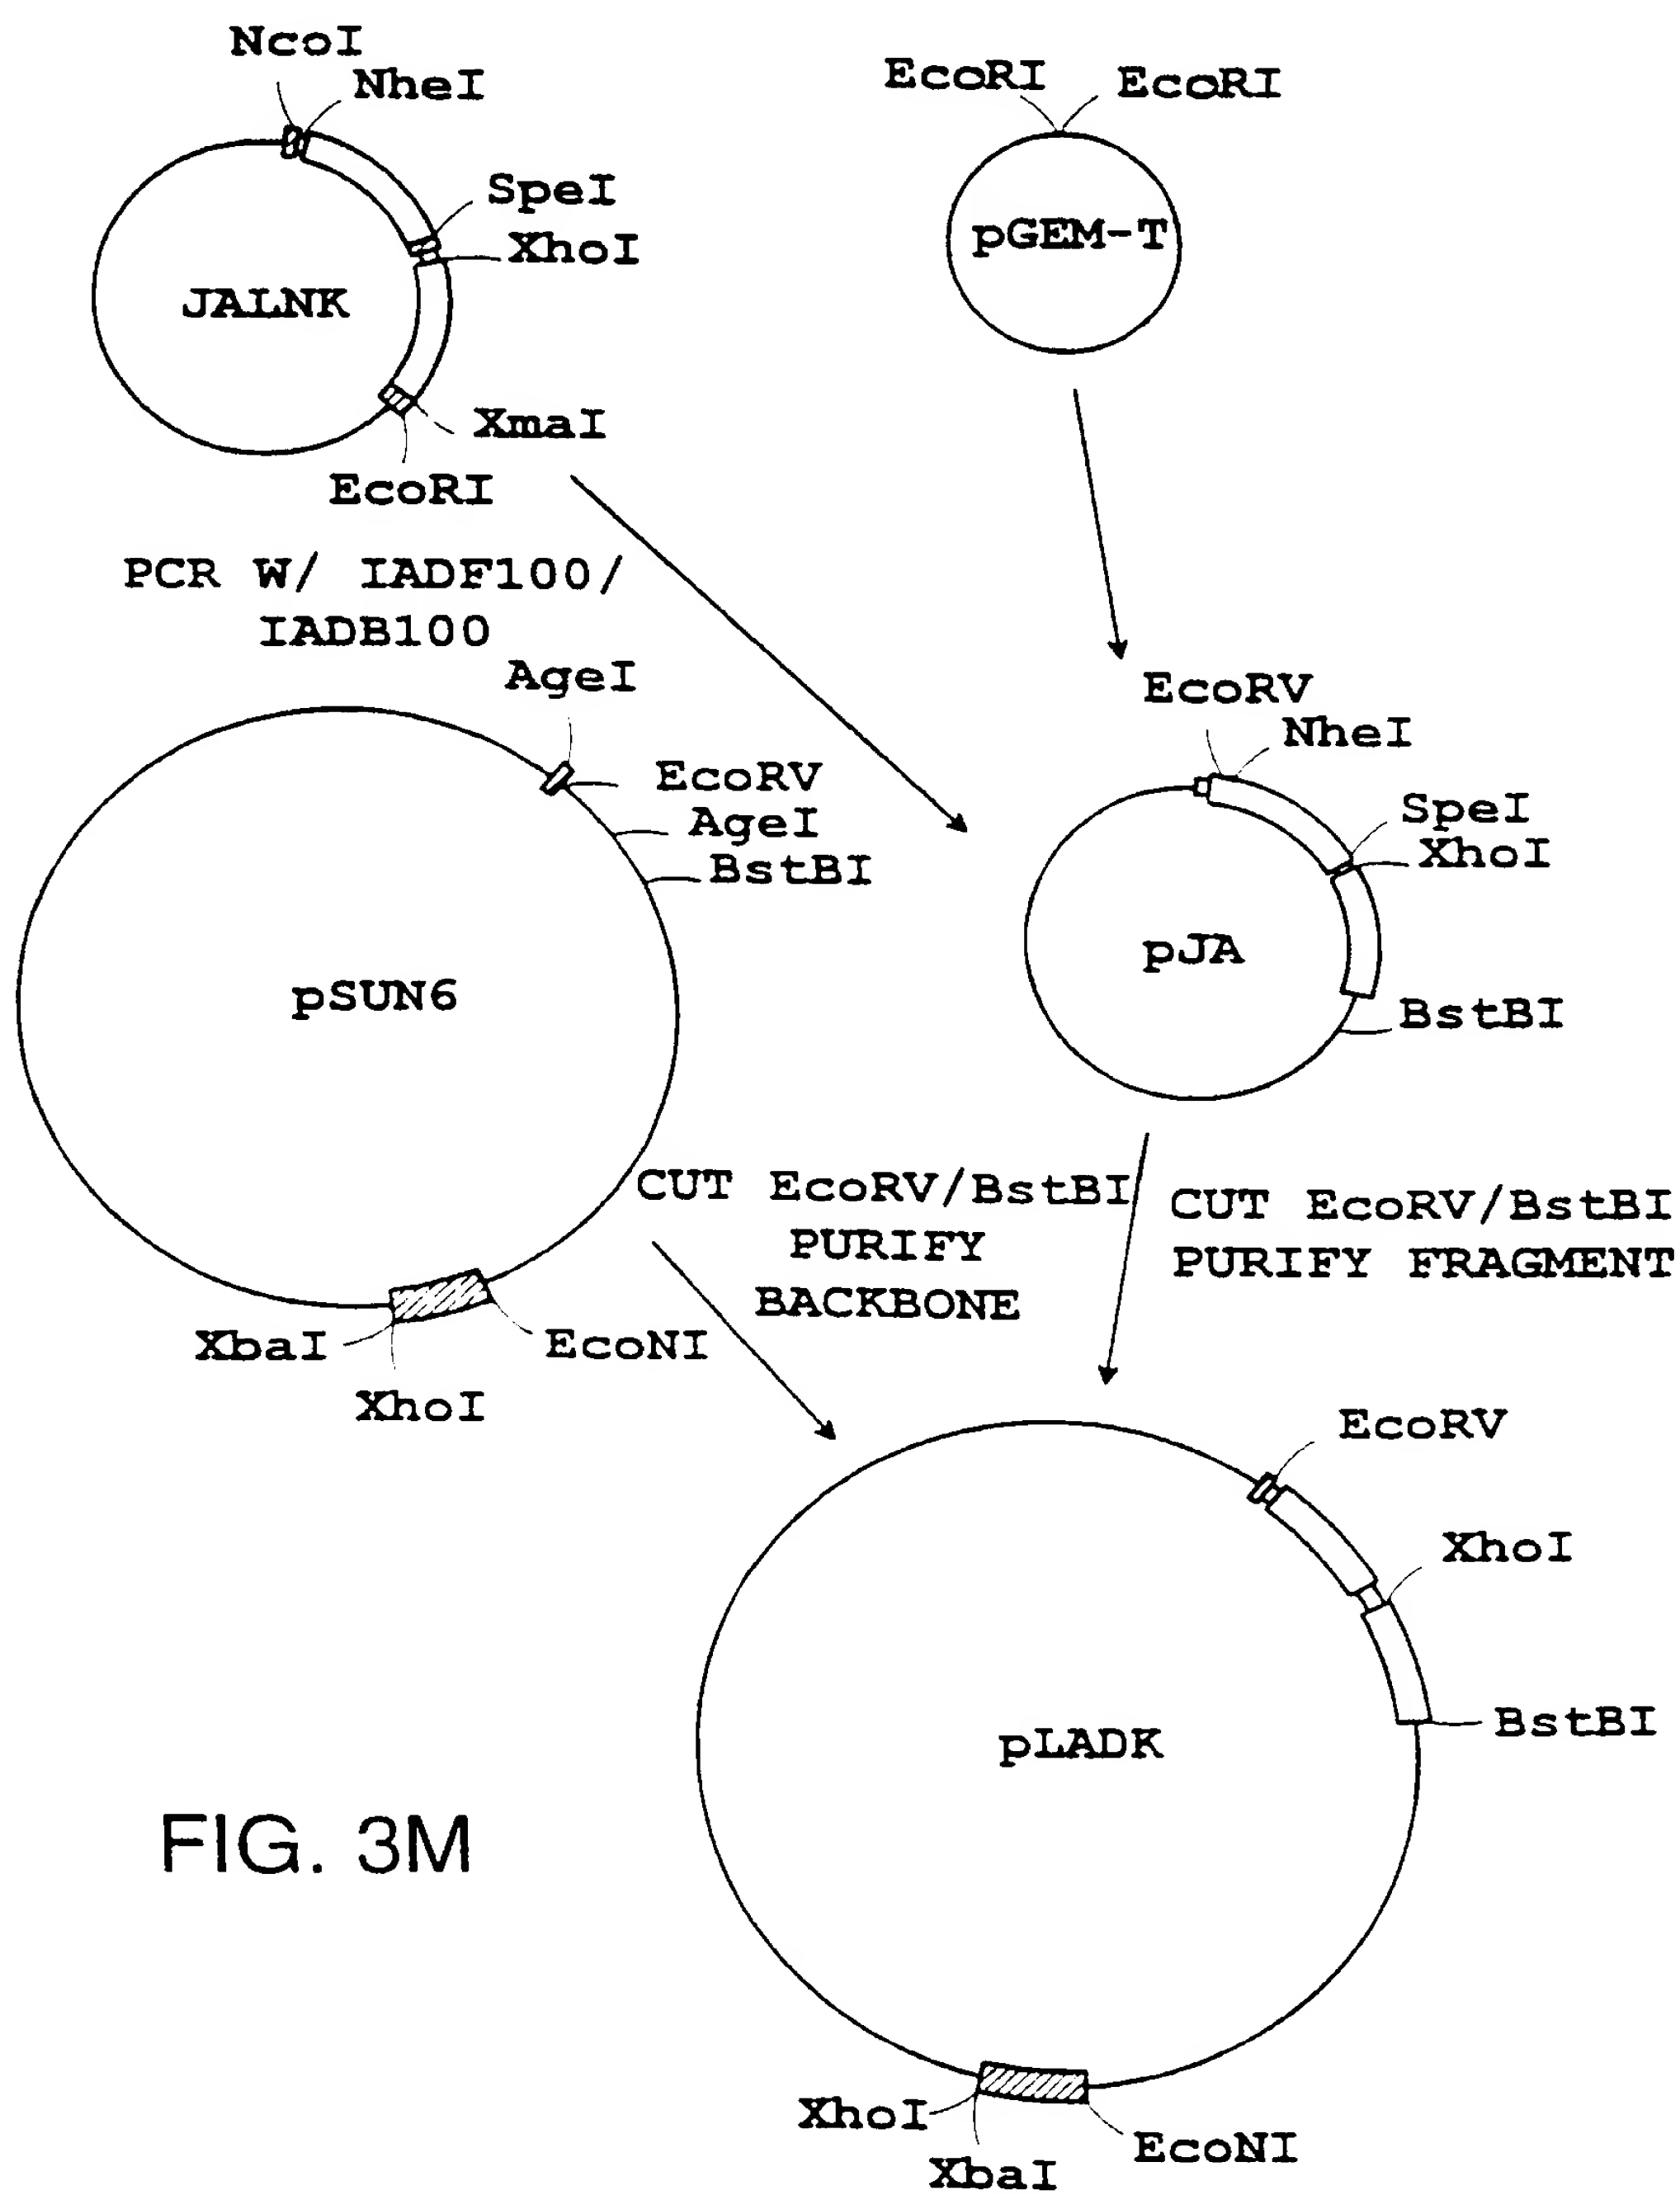 NcoI
NheI
SpeI
XhoI
JALNK
XmaI
EcoRI
EcoRI EcoRI
pGEM-T
PCR W/ IADF100/
IADB100
AgeI
EcoRV
AgeI
BstBI
pSUN6
XbaI
EcoNI
XhoI
EcoRV
NheI
SpeI
XhoI
pJA
BstBI
CUT EcoRV/BstBI
PURIFY
BACKBONE
CUT EcoRV/BstBI
PURIFY FRAGMENT
EcoRV
XhoI
BstBI
pLADK
XhoI
XbaI
EcoNI
FIG. 3M